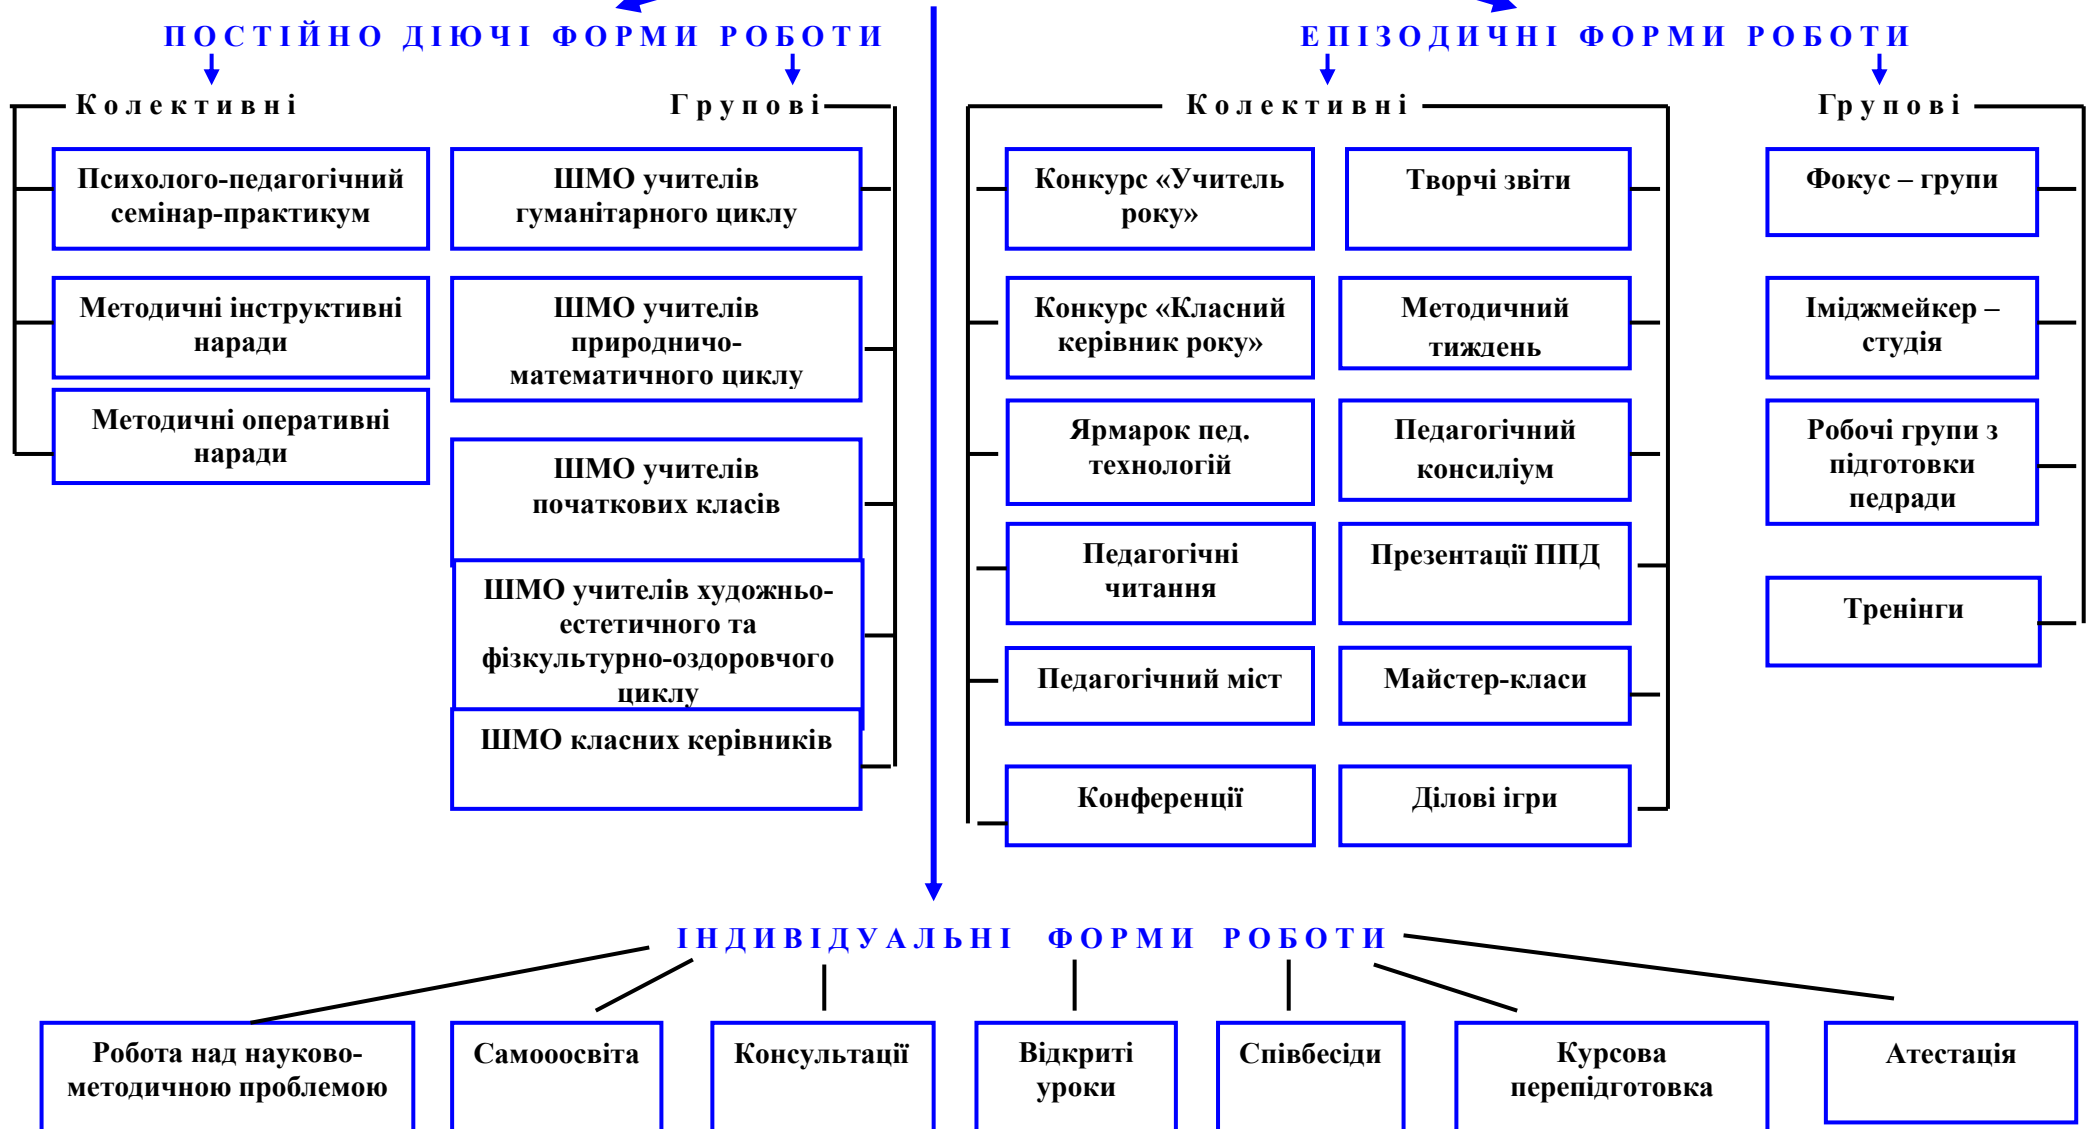 ПОСТІЙНО ДІЮЧІ ФОРМИ РОБОТИ
ЕПІЗОДИЧНІ ФОРМИ РОБОТИ
Колективні
Групові
Колективні
Групові
Психолого-педагогічний
семінар-практикум
Методичні інструктивні
наради
Методичні оперативні
наради
ШМО учителів
гуманітарного циклу
ШМО учителів
природничо-
математичного циклу
ШМО учителів
початкових класів
ШМО учителів художньо-
естетичного та
фізкультурно-оздоровчого
циклу
ШМО класних керівників
Конкурс «Учитель
року»
Конкурс «Класний
керівник року»
Ярмарок пед.
технологій
Педагогічні
читання
Педагогічний міст
Конференції
Творчі звіти
Методичний
тиждень
Педагогічний
консиліум
Презентації ППД
Майстер-класи
Ділові ігри
Фокус – групи
Іміджмейкер –
студія
Робочі групи з
підготовки
педради
Тренінги
ІНДИВІДУАЛЬНІ ФОРМИ РОБОТИ
Робота над науково-
методичною проблемою
Самооосвіта
Консультації
Відкриті
уроки
Співбесіди
Курсова
перепідготовка
Атестація